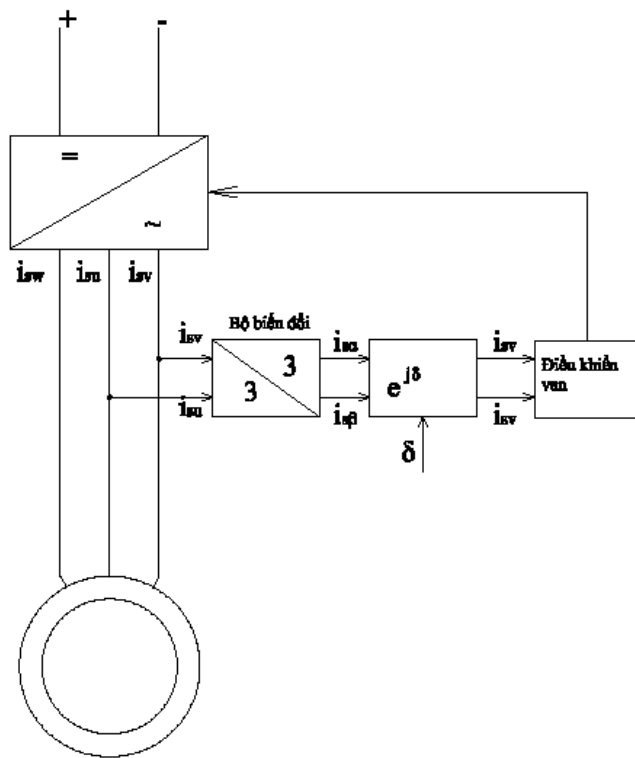 + -
=
~
isw isu isv
Bộ biến đổi
isv 3 isα isv
3 e^jδ Điều khiển
van
isu isβ isv
δ